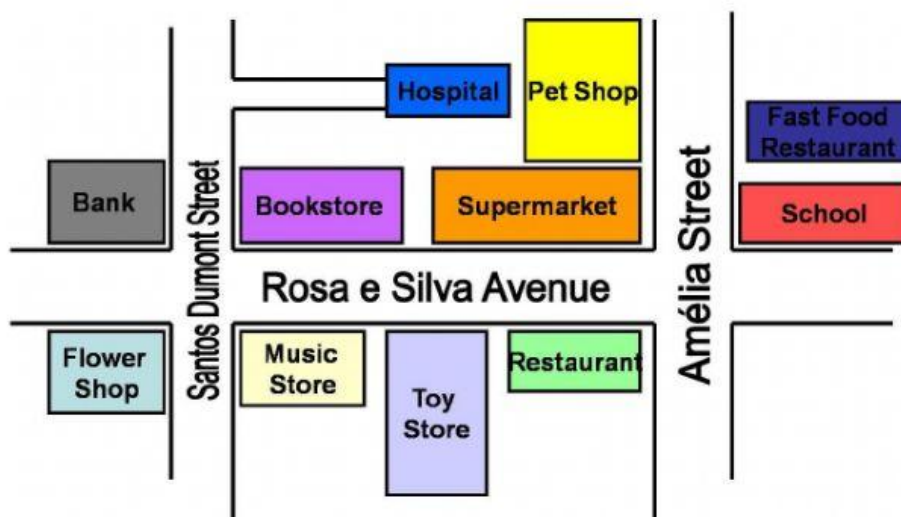 Hospital
Pet Shop
Fast Food
Restaurant
Bank
Santos Dumont Street
Bookstore
Supermarket
Amélia Street
School
Rosa e Silva Avenue
Flower
Shop
Music
Store
Toy
Store
Restaurant